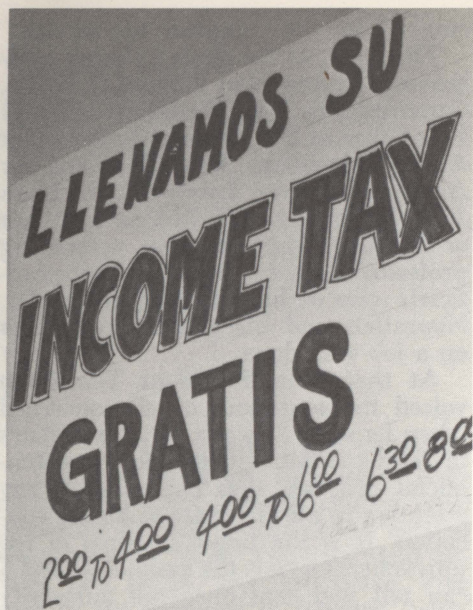 LLENAMOS SU
INCOME TAX
GRATIS
2⁰⁰ TO 4⁰⁰ 4⁰⁰ TO 6⁰⁰ 6³⁰ 8⁰⁰